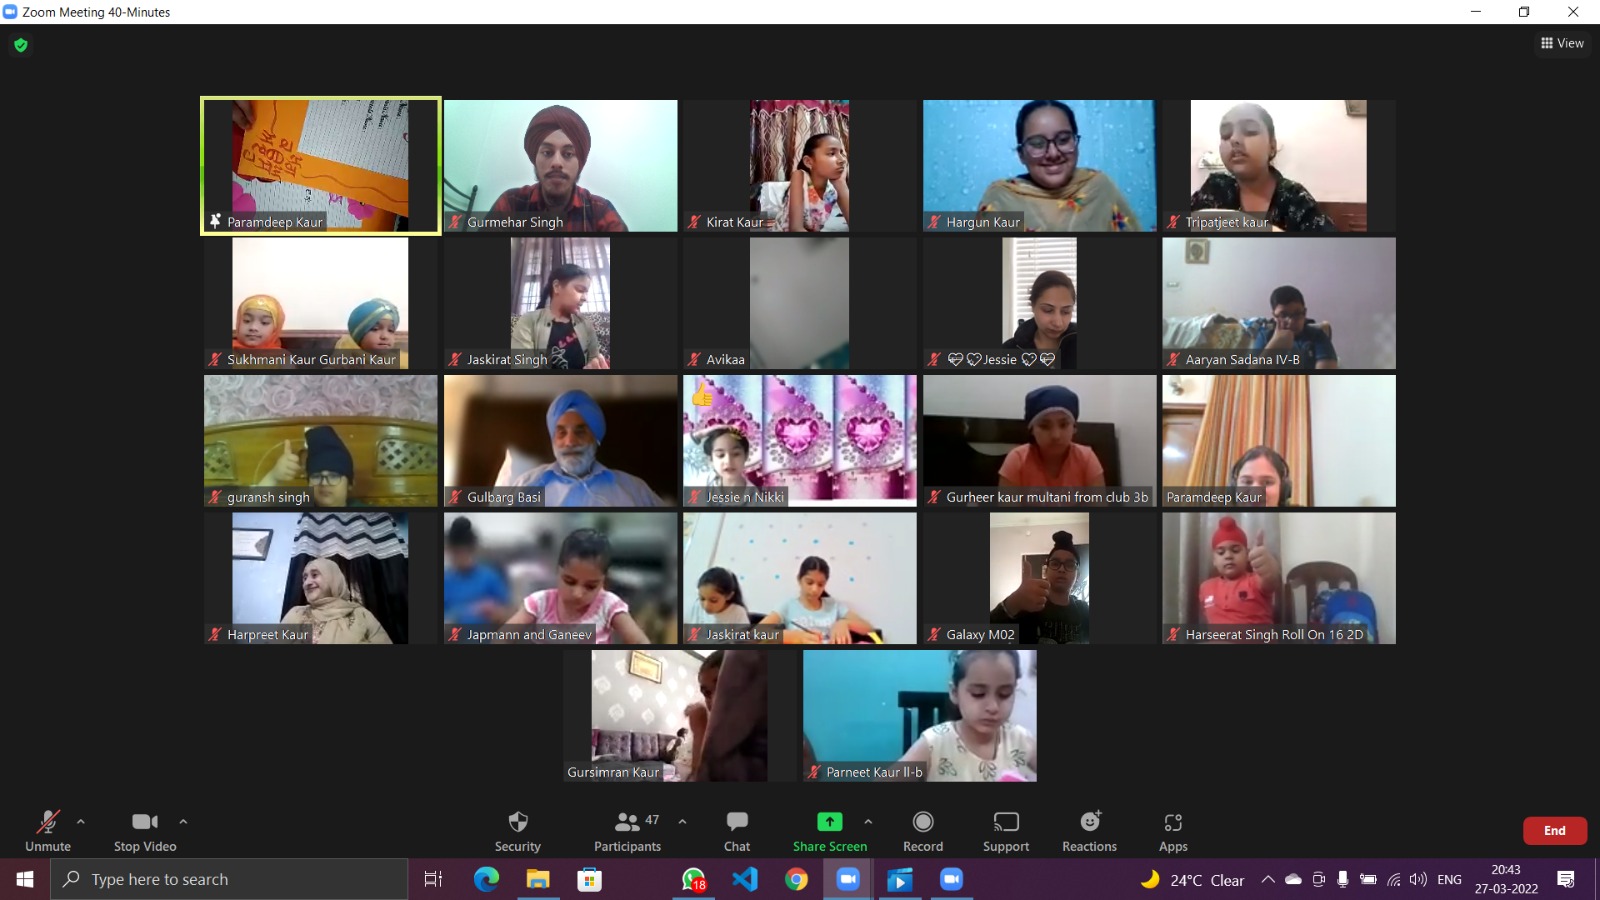 Zoom Meeting 40-Minutes
View
Paramdeep Kaur
Gurmehar Singh
Kirat Kaur
Hargun Kaur
Tripatjeet kaur
Sukhmani Kaur Gurbani Kaur
Jaskirat Singh
Avikaa
Jessie
Aaryan Sadana IV-B
guransh singh
Gulbarg Basi
Jessie n Nikki
Gurheer kaur multani from club 3b
Paramdeep Kaur
Harpreet Kaur
Japmann and Ganeev
Jaskirat kaur
Galaxy M02
Harseerat Singh Roll On 16 2D
Gursimran Kaur
Parneet Kaur II-b
47
Unmute
Stop Video
Security
Participants
Chat
Share Screen
Record
Support
Reactions
Apps
End
Type here to search
18
24°C Clear
ENG
20:43
27-03-2022